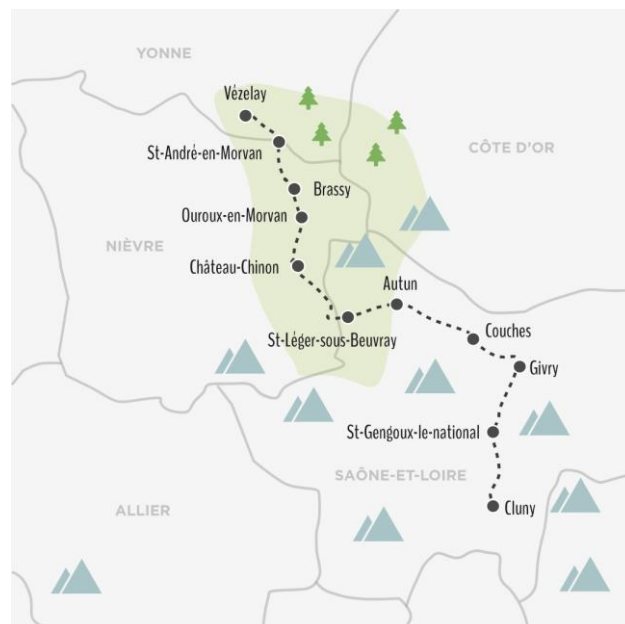 YONNE
Vézelay
St-André-en-Morvan
CÔTE D'OR
Brassy
Ouroux-en-Morvan
NIÈVRE
Château-Chinon
Autun
St-Léger-sous-Beuvray
Couches
Givry
St-Gengoux-le-national
SAÔNE-ET-LOIRE
Cluny
ALLIER